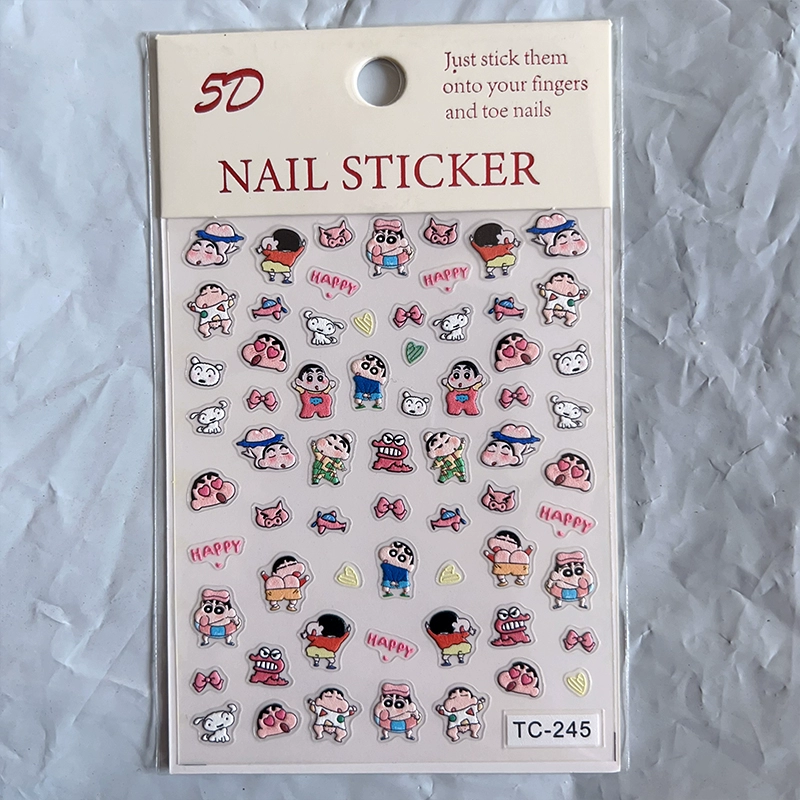 5D
Just stick them
onto your fingers
and toe nails
NAIL STICKER
HAPPY
HAPPY
HAPPY
HAPPY
HAPPY
TC-245